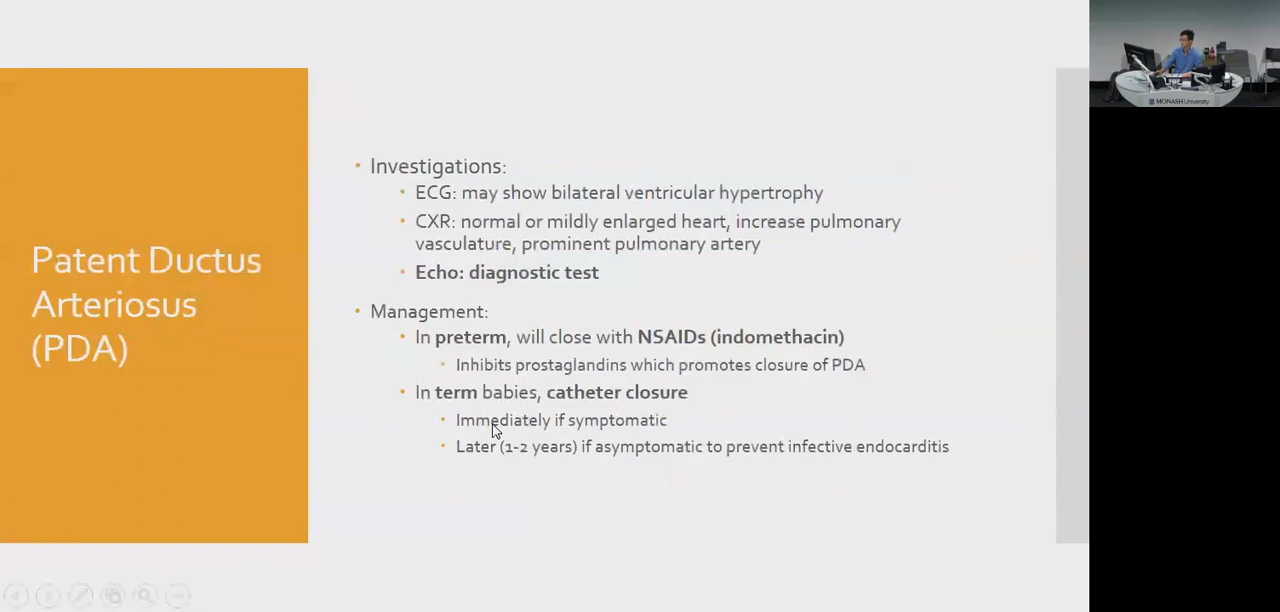 Patent Ductus
Arteriosus
(PDA)
Investigations:
ECG: may show bilateral ventricular hypertrophy
CXR: normal or mildly enlarged heart, increase pulmonary
vasculature, prominent pulmonary artery
Echo: diagnostic test
Management:
In preterm, will close with NSAIDs (indomethacin)
Inhibits prostaglandins which promotes closure of PDA
In term babies, catheter closure
Immediately if symptomatic
Later (1-2 years) if asymptomatic to prevent infective endocarditis
MONASH University